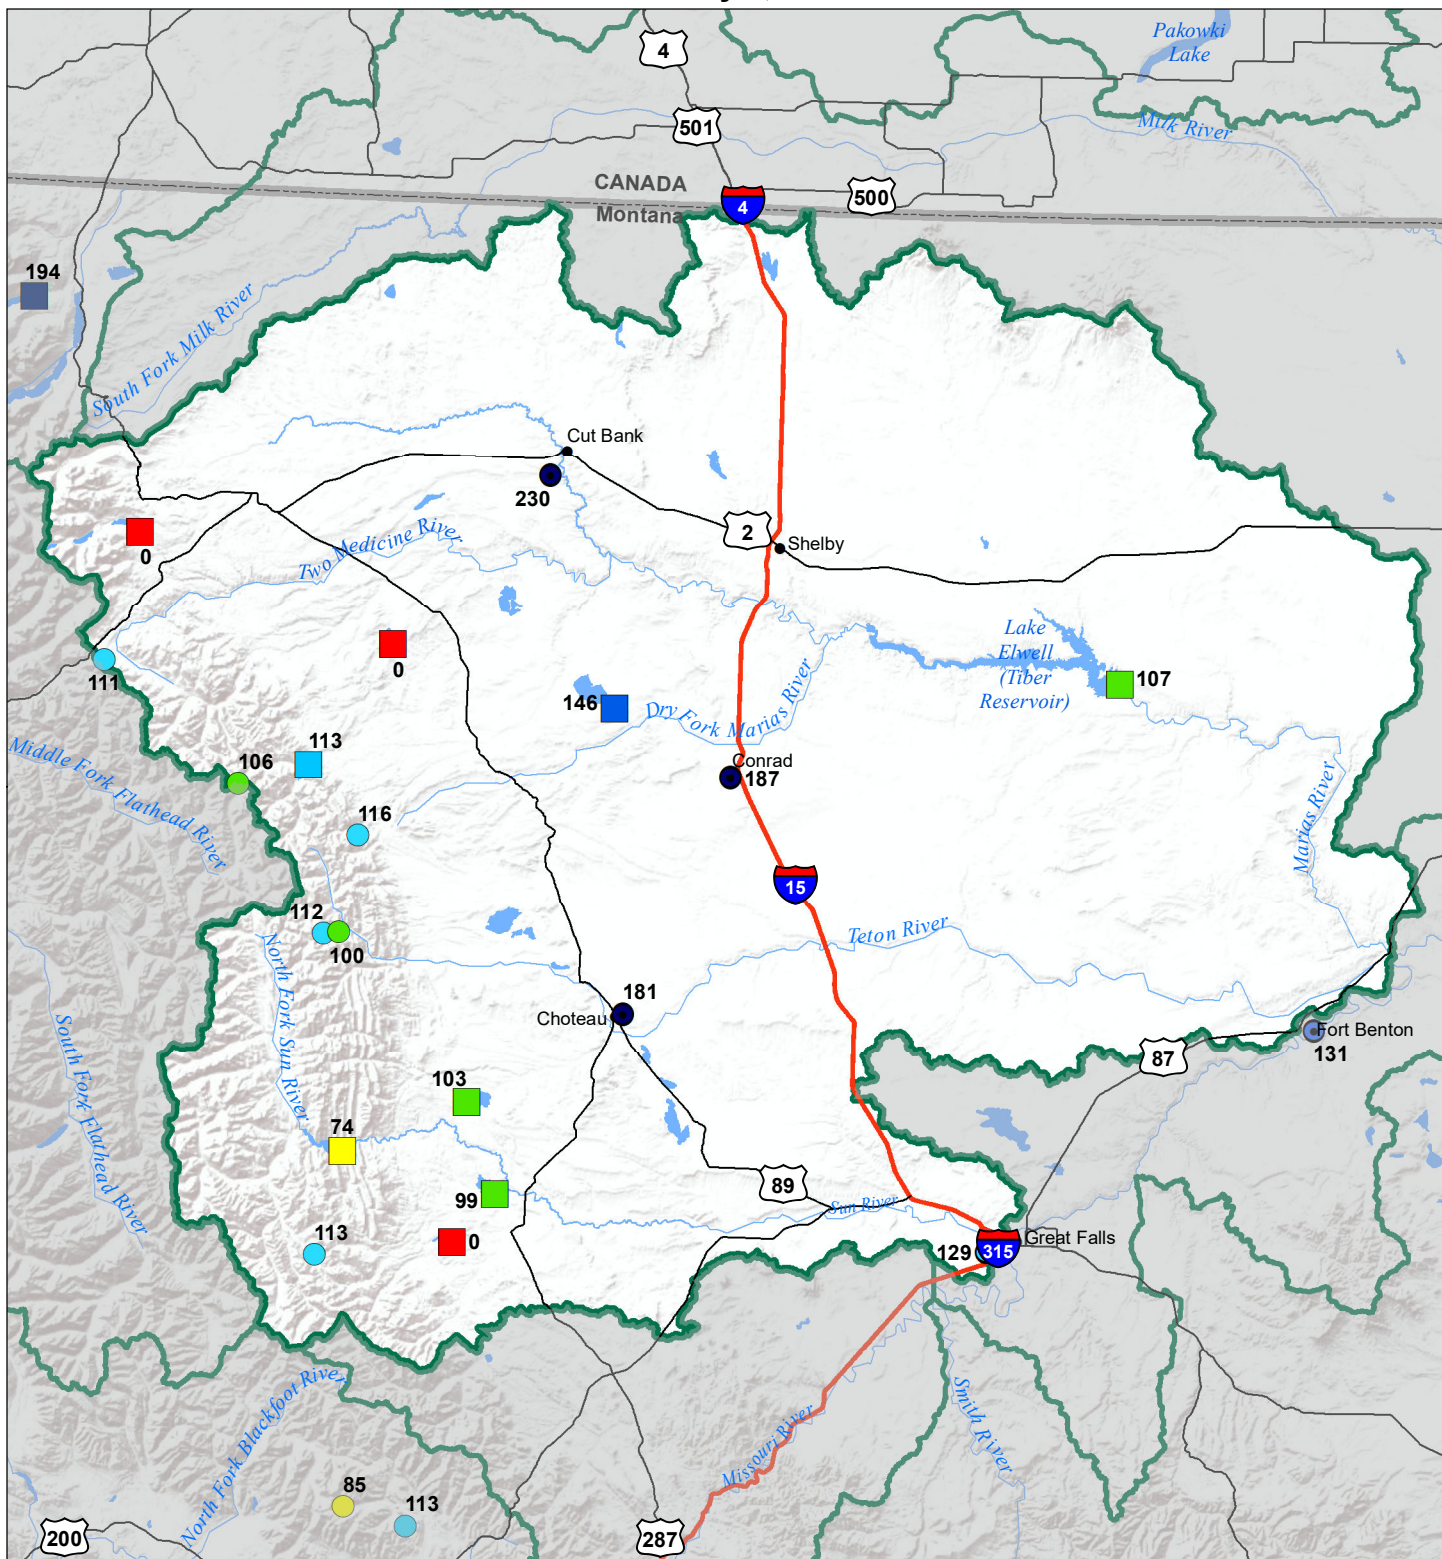 4
Pakowki
Lake
501
Milk River
CANADA
Montana
4
500
194
South Fork Milk River
Cut Bank
230
2
Shelby
0
Two Medicine River
Lake
Elwell
(Tiber
Reservoir)
107
0
111
146
Dry Fork Marias River
Middle Fork Flathead River
106
113
Conrad
187
116
Marias River
15
112
100
North Fork Sun River
Teton River
181
Choteau
Fort Benton
131
87
South Fork Flathead River
103
74
99
89
Sun River
113
0
129
315
Great Falls
North Fork Blackfoot River
Missouri River
Smith River
85
113
200
287